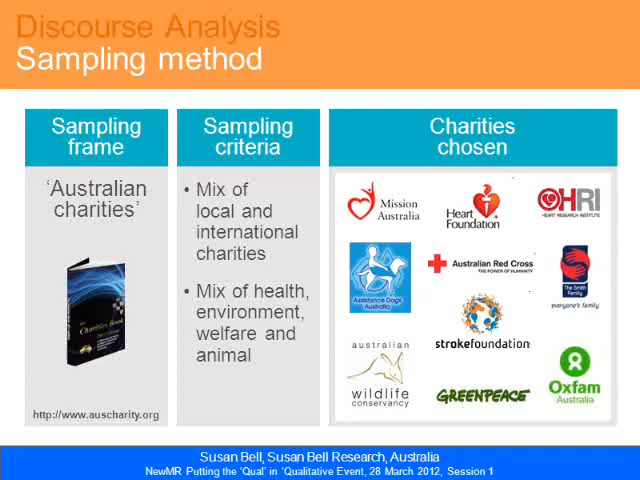 Discourse Analysis
Sampling method
Sampling
frame
Sampling
criteria
Charities
chosen
‘Australian
charities’
Charities Book
http://www.auscharity.org
• Mix of
local and
international
charities
• Mix of health,
environment,
welfare and
animal
Mission
Australia
Heart
Foundation
HRI
HEART RESEARCH INSTITUTE
Assistance Dogs
Australia
Australian Red Cross
THE POWER OF HUMANITY
The Smith
Family
everyone's family
strokefoundation
australian
wildlife
conservancy
GREENPEACE
Oxfam
Australia
Susan Bell, Susan Bell Research, Australia
NewMR Putting the ‘Qual’ in ‘Qualitative Event, 28 March 2012, Session 1